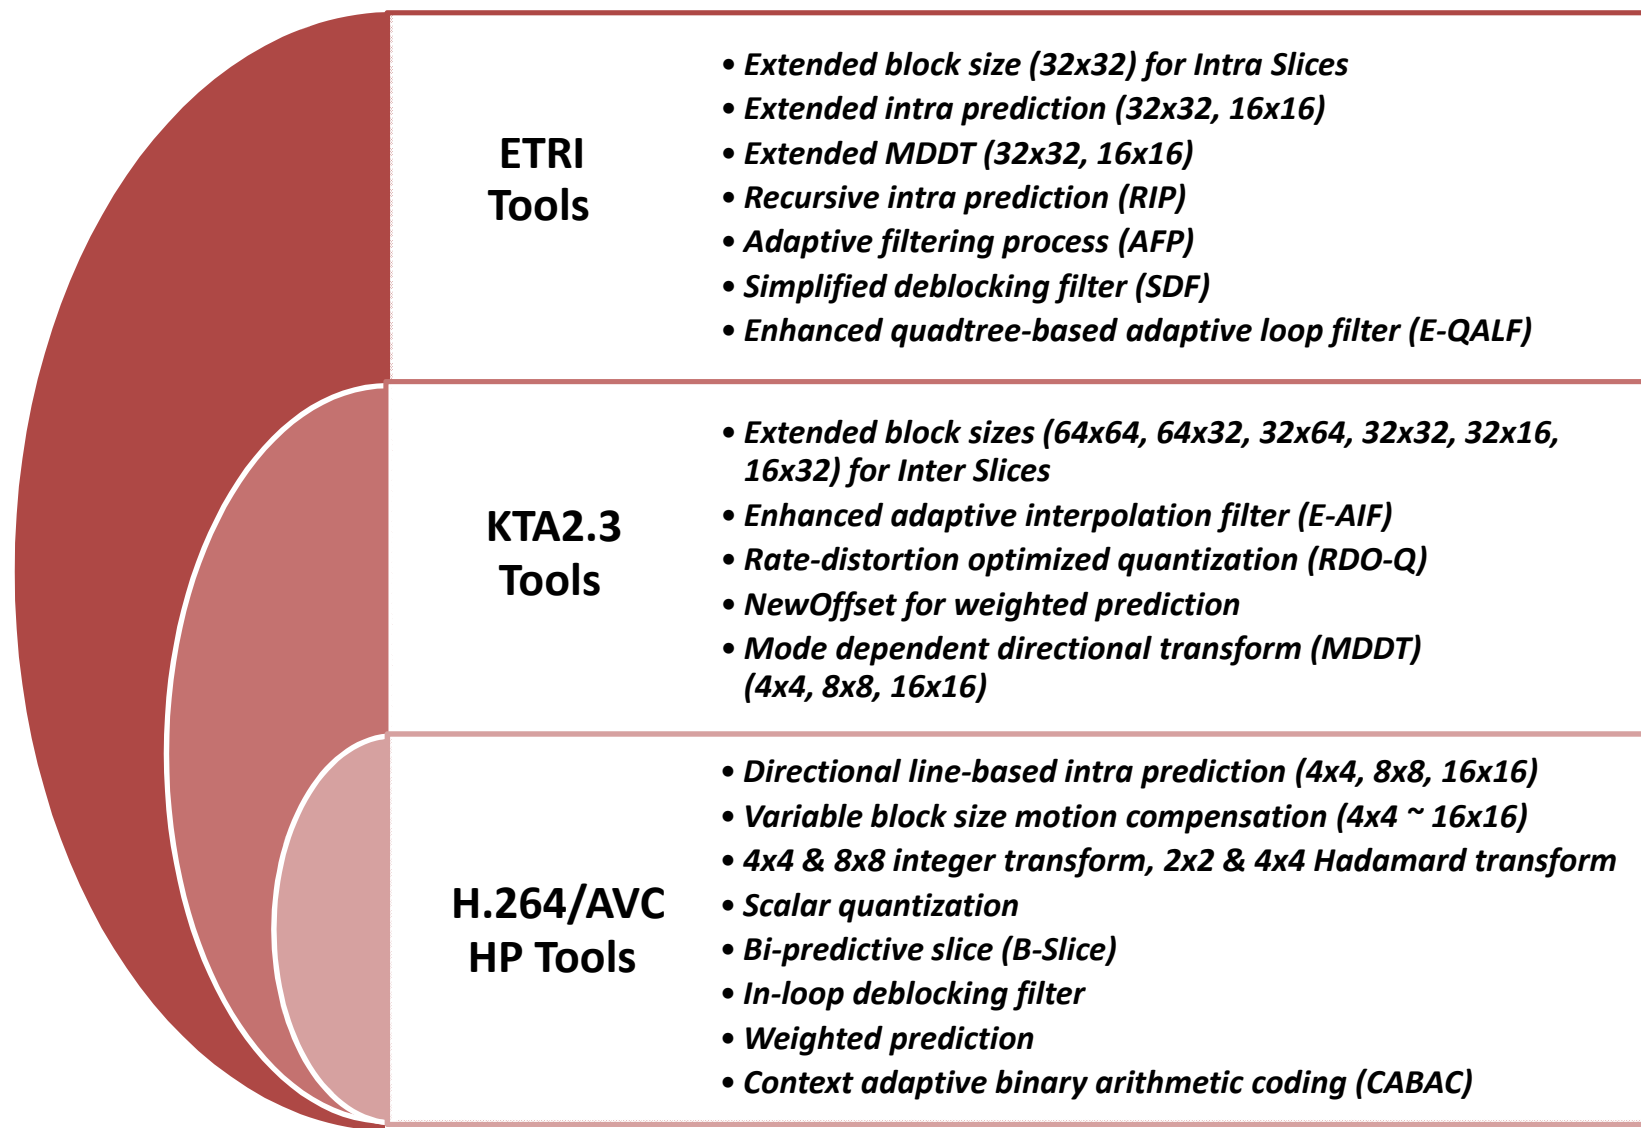 ETRI
Tools
• Extended block size (32x32) for Intra Slices
• Extended intra prediction (32x32, 16x16)
• Extended MDDT (32x32, 16x16)
• Recursive intra prediction (RIP)
• Adaptive filtering process (AFP)
• Simplified deblocking filter (SDF)
• Enhanced quadtree-based adaptive loop filter (E-QALF)
KTA2.3
Tools
• Extended block sizes (64x64, 64x32, 32x64, 32x32, 32x16,
16x32) for Inter Slices
• Enhanced adaptive interpolation filter (E-AIF)
• Rate-distortion optimized quantization (RDO-Q)
• NewOffset for weighted prediction
• Mode dependent directional transform (MDDT)
(4x4, 8x8, 16x16)
H.264/AVC
HP Tools
• Directional line-based intra prediction (4x4, 8x8, 16x16)
• Variable block size motion compensation (4x4 ~ 16x16)
• 4x4 & 8x8 integer transform, 2x2 & 4x4 Hadamard transform
• Scalar quantization
• Bi-predictive slice (B-Slice)
• In-loop deblocking filter
• Weighted prediction
• Context adaptive binary arithmetic coding (CABAC)